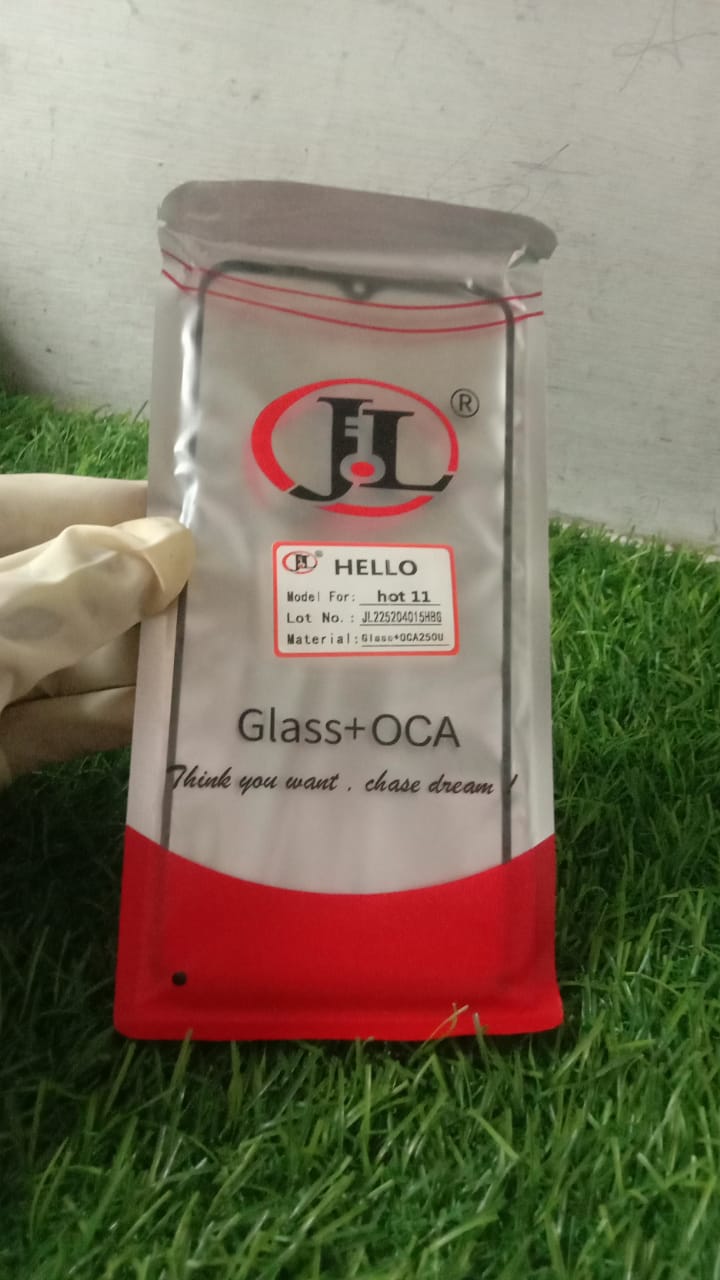 JL®
JL® HELLO
Model For: hot 11
Lot No.: JL225204015HBG
Material: Glass+OCA250U
Glass+OCA
Think you want , chase dream !